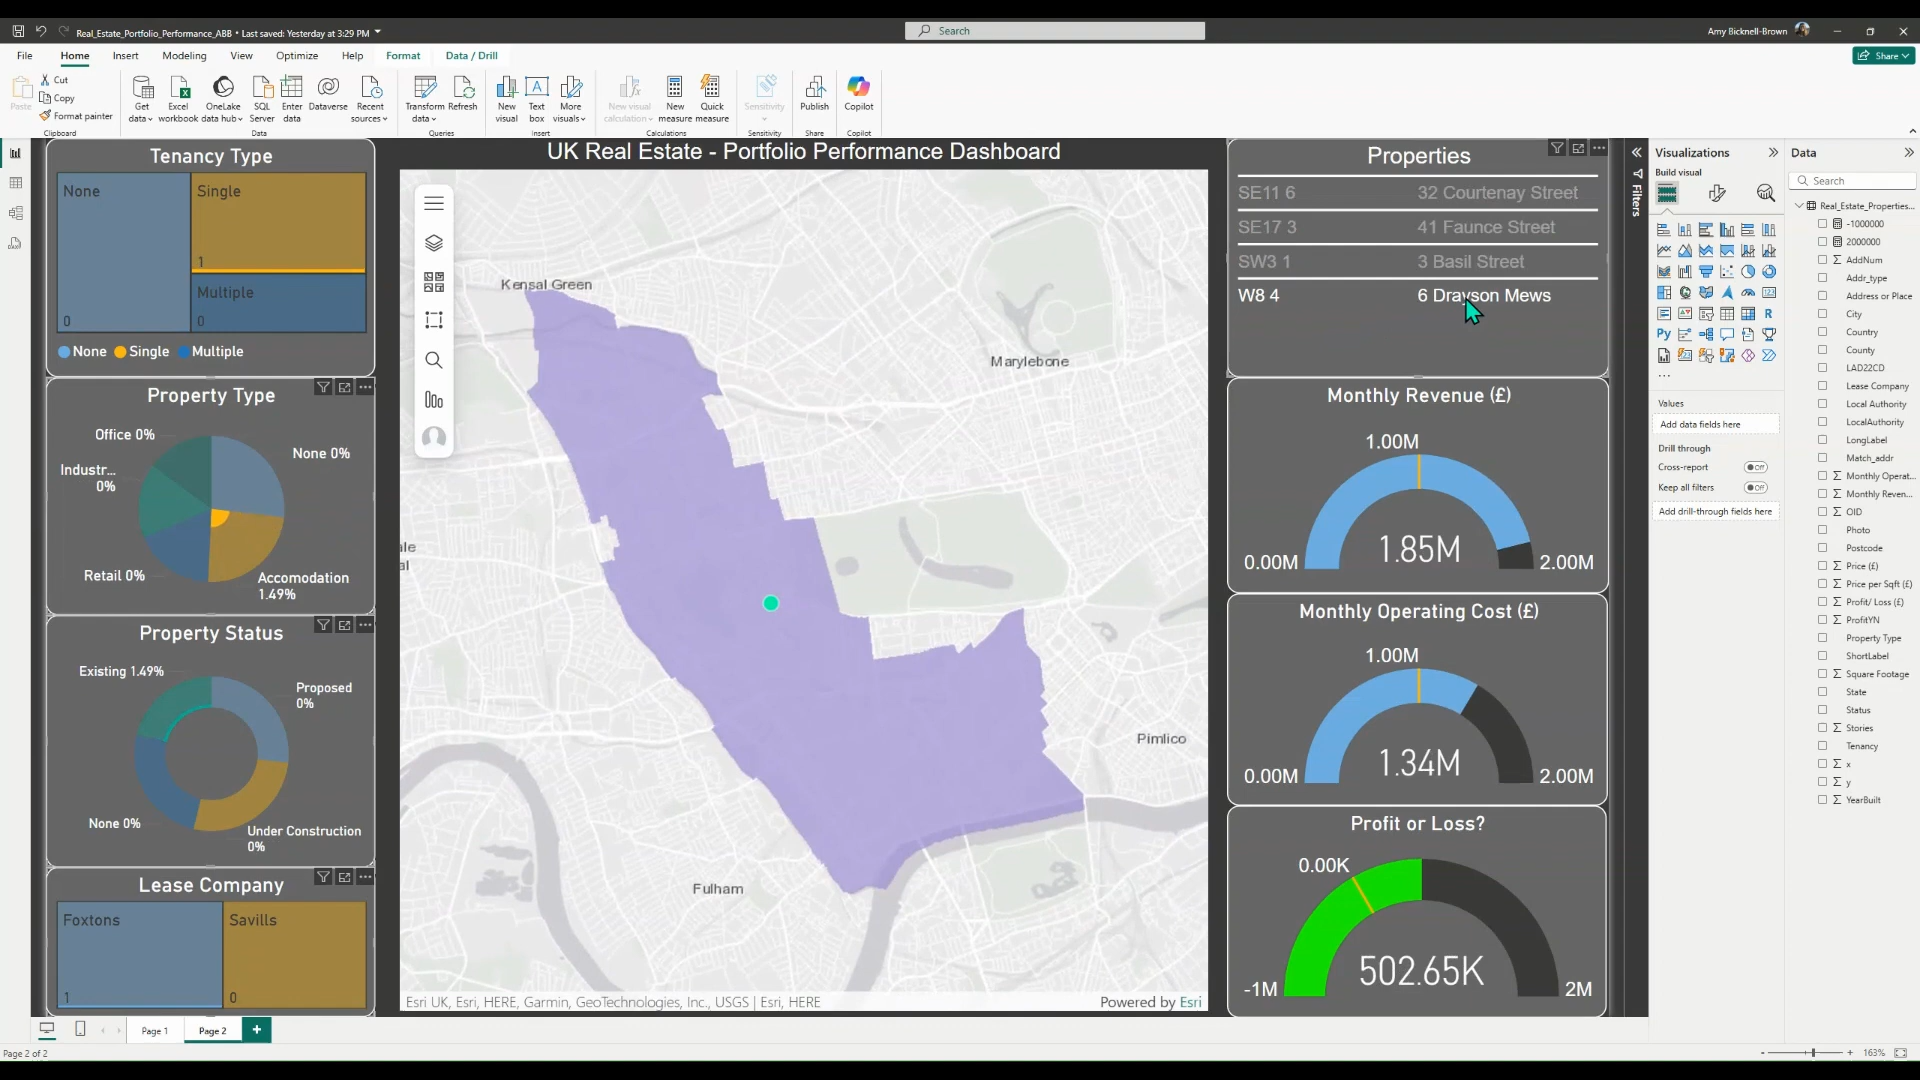 Real_Estate_Portfolio_Performance_ABB • Last saved: Yesterday at 3:29 PM
Search
Amy Bicknell-Brown
File
Home
Insert
Modeling
View
Optimize
Help
Format
Data / Drill
Share
Paste
Cut
Copy
Format painter
Clipboard
Get data
Excel workbook
OneLake data hub
SQL Server
Enter data
Dataverse
Recent sources
Data
Transform data
Refresh
Queries
New visual
Text box
More visuals
Insert
New visual calculation
New measure
Quick measure
Calculations
Sensitivity
Sensitivity
Publish
Share
Copilot
Copilot
Tenancy Type
None
0
Single
1
Multiple
0
None
Single
Multiple
Property Type
Office 0%
None 0%
Industr...
0%
Retail 0%
Accomodation
1.49%
Property Status
Existing 1.49%
Proposed
0%
None 0%
Under Construction
0%
Lease Company
Foxtons
1
Savills
0
UK Real Estate - Portfolio Performance Dashboard
Kensal Green
Marylebone
ale
al
Pimlico
Fulham
Esri UK, Esri, HERE, Garmin, GeoTechnologies, Inc., USGS | Esri, HERE
Powered by Esri
Properties
SE11 6 32 Courtenay Street
SE17 3 41 Faunce Street
SW3 1 3 Basil Street
W8 4 6 Drayson Mews
Monthly Revenue (£)
1.00M
1.85M
0.00M
2.00M
Monthly Operating Cost (£)
1.00M
1.34M
0.00M
2.00M
Profit or Loss?
0.00K
502.65K
-1M
2M
Filters
Visualizations
Build visual
R
Py
...
Values
Add data fields here
Drill through
Cross-report
Off
Keep all filters
Off
Add drill-through fields here
Data
Search
Real_Estate_Properties...
-1000000
2000000
AddNum
Addr_type
Address or Place
City
Country
County
LAD22CD
Lease Company
Local Authority
LocalAuthority
LongLabel
Match_addr
Monthly Operat...
Monthly Reven...
OID
Photo
Postcode
Price (£)
Price per Sqft (£)
Profit/ Loss (£)
ProfitYN
Property Type
ShortLabel
Square Footage
State
Status
Stories
Tenancy
x
y
YearBuilt
Page 1
Page 2
+
Page 2 of 2
- + 163%